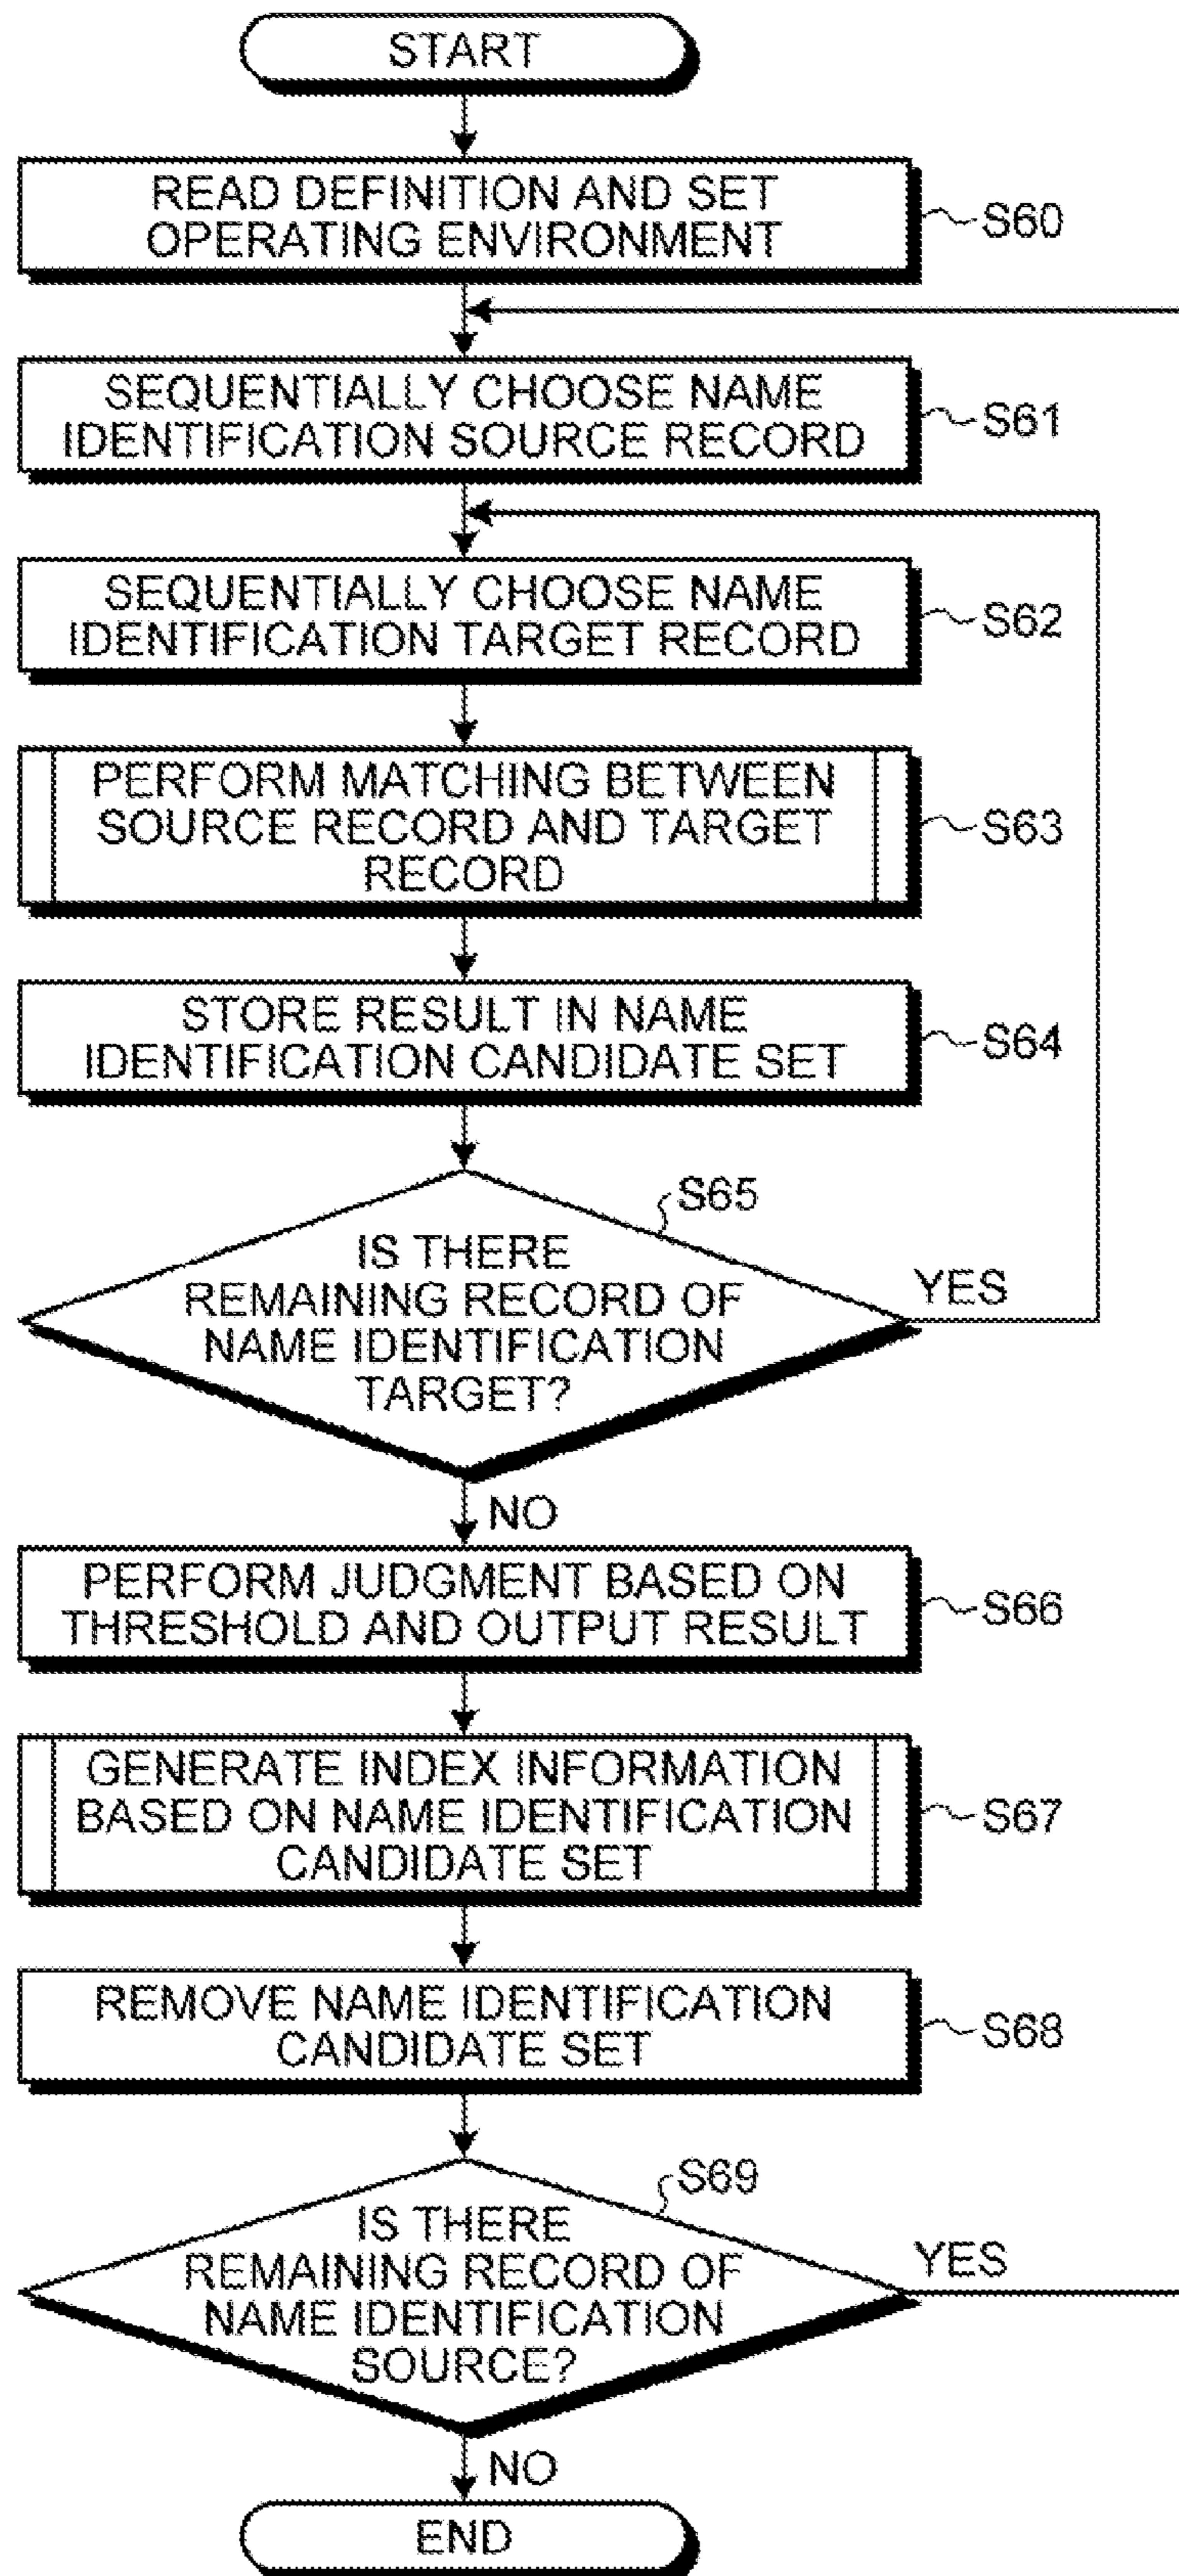 START
READ DEFINITION AND SET
OPERATING ENVIRONMENT
S60
SEQUENTIALLY CHOOSE NAME
IDENTIFICATION SOURCE RECORD
S61
SEQUENTIALLY CHOOSE NAME
IDENTIFICATION TARGET RECORD
S62
PERFORM MATCHING BETWEEN
SOURCE RECORD AND TARGET
RECORD
S63
STORE RESULT IN NAME
IDENTIFICATION CANDIDATE SET
S64
S65
IS THERE
REMAINING RECORD OF
NAME IDENTIFICATION
TARGET?
YES
NO
PERFORM JUDGMENT BASED ON
THRESHOLD AND OUTPUT RESULT
S66
GENERATE INDEX INFORMATION
BASED ON NAME IDENTIFICATION
CANDIDATE SET
S67
REMOVE NAME IDENTIFICATION
CANDIDATE SET
S68
S69
IS THERE
REMAINING RECORD OF
NAME IDENTIFICATION
SOURCE?
YES
NO
END